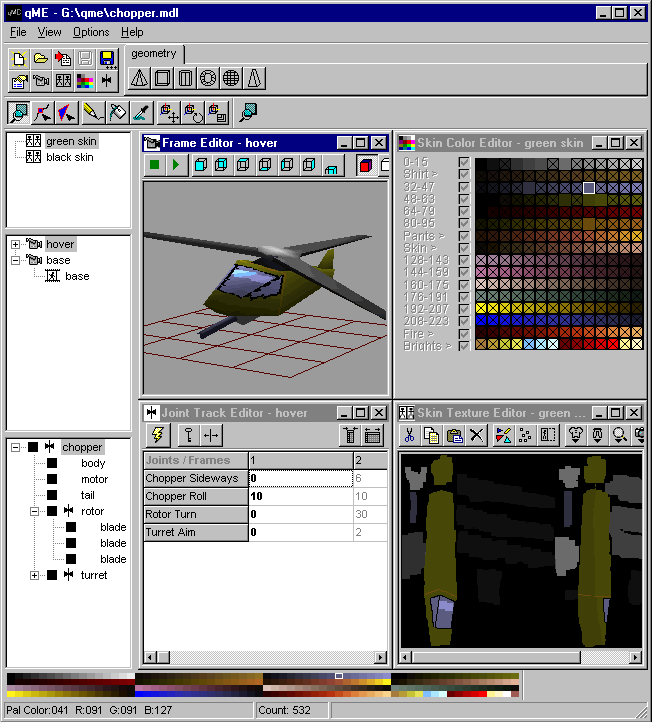 qME - G:\qme\chopper.mdl
File View Options Help
geometry
green skin
black skin
hover
base
base
chopper
body
motor
tail
rotor
blade
blade
blade
turret
Frame Editor - hover
Skin Color Editor - green skin
0-15
Shirt >
32-47
48-63
64-79
80-95
Pants >
Skin >
128-143
144-159
160-175
176-191
192-207
208-223
Fire >
Brights >
Joint Track Editor - hover
Joints / Frames 1 2
Chopper Sideways 0 6
Chopper Roll 10 10
Rotor Turn 0 30
Turret Aim 0 2
Skin Texture Editor - green ...
Pal Color:041 R:091 G:091 B:127
Count: 532